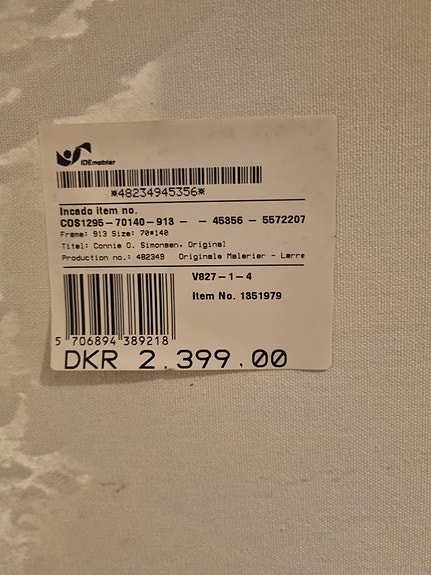 IDEmøbler
*48234945356*
Incado item no.
COS1295-70140-913 - - 45356 - 5572207
Frame: 913 Size: 70*140
Titel: Connie O. Simonsen, Original
Production no.: 482349 Originale Malerier - Lærre
V827-1-4
Item No. 1351979
5 706894 389218
DKR 2.399,00